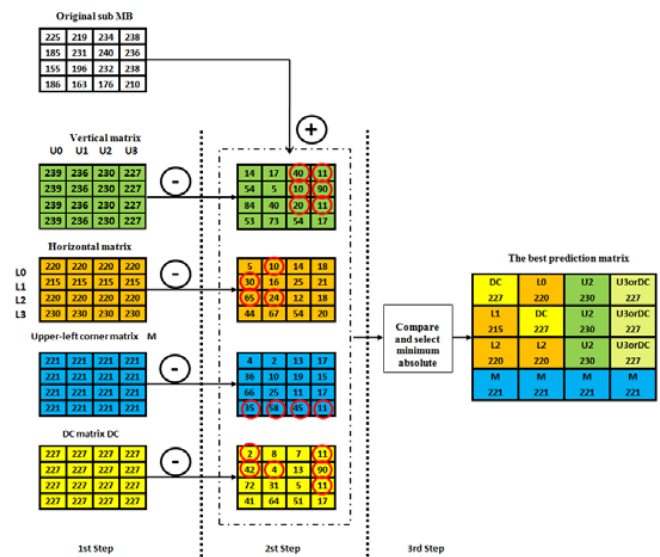 Original sub MB
225 219 234 238
185 231 240 236
155 196 232 238
186 163 176 210
+
Vertical matrix
U0 U1 U2 U3
239 236 230 227
239 236 230 227
239 236 230 227
239 236 230 227
-
14 17 40 11
54 5 10 90
84 40 20 11
53 73 54 17
Horizontal matrix
L0 220 220 220 220
L1 215 215 215 215
L2 220 220 220 220
L3 230 230 230 230
-
5 10 14 18
30 16 25 21
65 24 12 18
44 67 54 20
Upper-left corner matrix M
221 221 221 221
221 221 221 221
221 221 221 221
221 221 221 221
-
4 2 13 17
36 10 19 15
66 25 11 17
35 58 45 11
DC matrix DC
227 227 227 227
227 227 227 227
227 227 227 227
227 227 227 227
-
2 8 7 11
42 4 13 90
72 31 5 11
41 64 51 17
Compare
and select
minimum
absolute
The best prediction matrix
DC L0 U2 U3orDC
227 220 230 227
L1 DC U2 U3orDC
215 227 230 227
L2 L2 U2 U3orDC
220 220 230 227
M M M M
221 221 221 221
1st Step 2nd Step 3rd Step